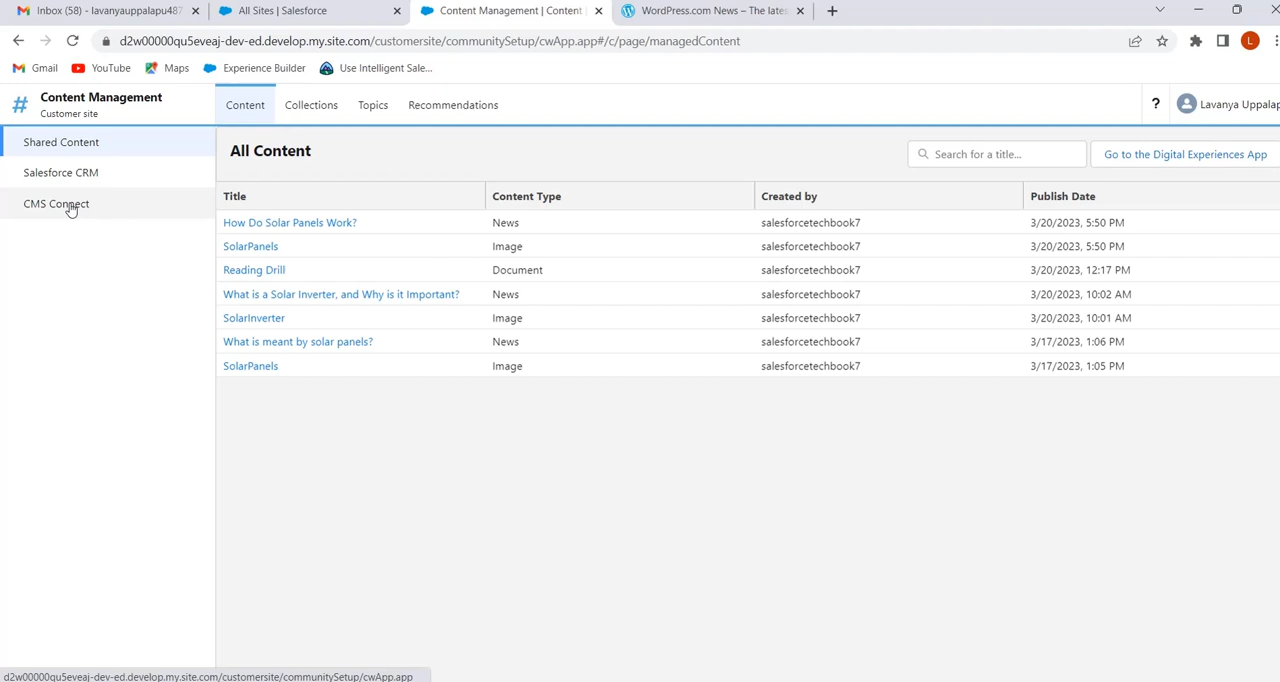 Inbox (58) - lavanyauppalapu487
All Sites | Salesforce
Content Management | Content
WordPress.com News – The lates
d2w00000qu5eveaj-dev-ed.develop.my.site.com/customersite/communitySetup/cwApp.app#/c/page/managedContent
L
Gmail
YouTube
Maps
Experience Builder
Use Intelligent Sale...
# Content Management
Customer site
Content
Collections
Topics
Recommendations
?
Lavanya Uppalap
Shared Content
Salesforce CRM
CMS Connect
All Content
Search for a title...
Go to the Digital Experiences App
Title Content Type Created by Publish Date
How Do Solar Panels Work? News salesforcetechbook7 3/20/2023, 5:50 PM
SolarPanels Image salesforcetechbook7 3/20/2023, 5:50 PM
Reading Drill Document salesforcetechbook7 3/20/2023, 12:17 PM
What is a Solar Inverter, and Why is it Important? News salesforcetechbook7 3/20/2023, 10:02 AM
SolarInverter Image salesforcetechbook7 3/20/2023, 10:01 AM
What is meant by solar panels? News salesforcetechbook7 3/17/2023, 1:06 PM
SolarPanels Image salesforcetechbook7 3/17/2023, 1:05 PM
d2w00000qu5eveaj-dev-ed.develop.my.site.com/customersite/communitySetup/cwApp.app